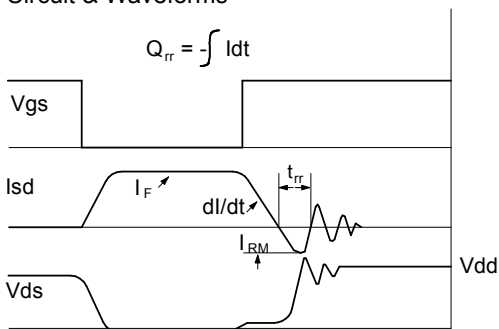 Circuit & Waveforms
Qrr = -∫ Idt
Vgs
Isd
IF
trr
dI/dt
IRM
Vdd
Vds